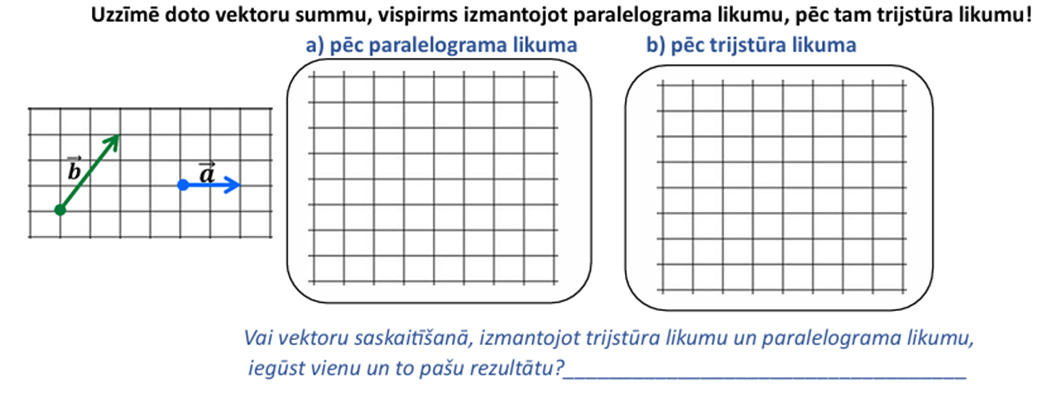 Uzzīmē doto vektoru summu, vispirms izmantojot paralelograma likumu, pēc tam trijstūra likumu!
a) pēc paralelograma likuma
b) pēc trijstūra likuma
b⃗
a⃗
Vai vektoru saskaitīšanā, izmantojot trijstūra likumu un paralelograma likumu,
iegūst vienu un to pašu rezultātu?___________________________________